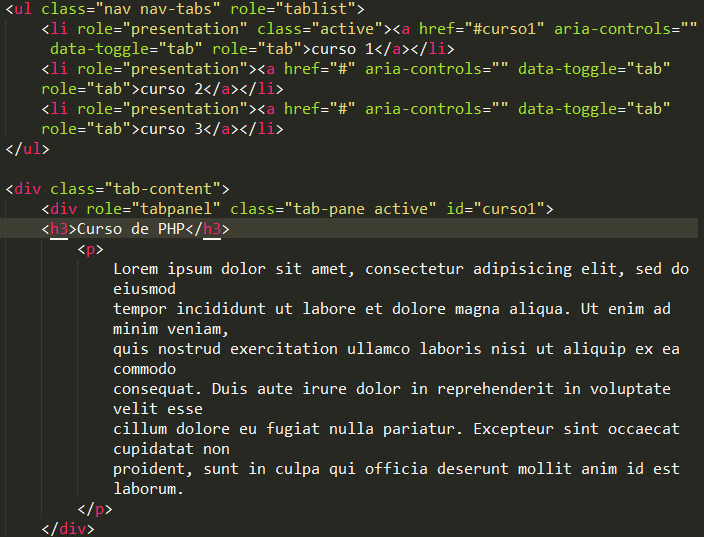 <ul class="nav nav-tabs" role="tablist">
<li role="presentation" class="active"><a href="#curso1" aria-controls=""
data-toggle="tab" role="tab">curso 1</a></li>
<li role="presentation"><a href="#" aria-controls="" data-toggle="tab"
role="tab">curso 2</a></li>
<li role="presentation"><a href="#" aria-controls="" data-toggle="tab"
role="tab">curso 3</a></li>
</ul>
<div class="tab-content">
<div role="tabpanel" class="tab-pane active" id="curso1">
<h3>Curso de PHP</h3>
<p>
Lorem ipsum dolor sit amet, consectetur adipisicing elit, sed do
eiusmod
tempor incididunt ut labore et dolore magna aliqua. Ut enim ad
minim veniam,
quis nostrud exercitation ullamco laboris nisi ut aliquip ex ea
commodo
consequat. Duis aute irure dolor in reprehenderit in voluptate
velit esse
cillum dolore eu fugiat nulla pariatur. Excepteur sint occaecat
cupidatat non
proident, sunt in culpa qui officia deserunt mollit anim id est
laborum.
</p>
</div>